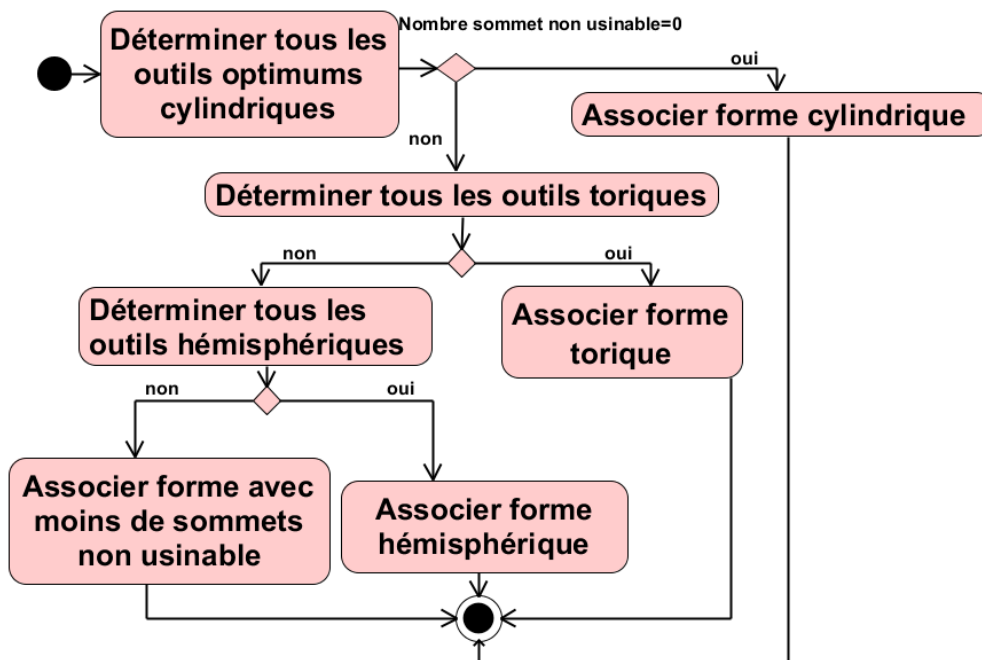 Déterminer tous les
outils optimums
cylindriques
Nombre sommet non usinable=0
oui
Associer forme cylindrique
non
Déterminer tous les outils toriques
non
oui
Déterminer tous les
outils hémisphériques
Associer forme
torique
non
oui
Associer forme avec
moins de sommets
non usinable
Associer forme
hémisphérique